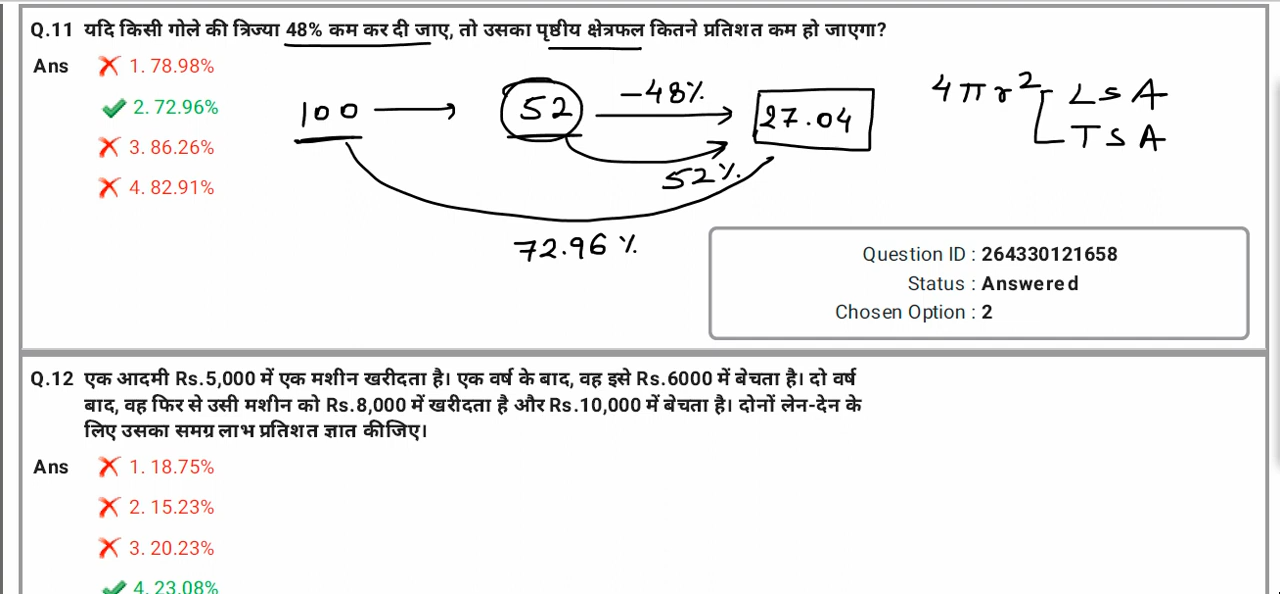 Q.11 यदि किसी गोले की त्रिज्या 48% कम कर दी जाए, तो उसका पृष्ठीय क्षेत्रफल कितने प्रतिशत कम हो जाएगा?
Ans 1. 78.98%
2. 72.96%
3. 86.26%
4. 82.91%
100 52 -48% 27.04
52%
72.96%
4πr² LSA
TSA
Question ID : 264330121658
Status : Answered
Chosen Option : 2
Q.12 एक आदमी Rs.5,000 में एक मशीन खरीदता है। एक वर्ष के बाद, वह इसे Rs.6000 में बेचता है। दो वर्ष
बाद, वह फिर से उसी मशीन को Rs.8,000 में खरीदता है और Rs.10,000 में बेचता है। दोनों लेन-देन के
लिए उसका समग्र लाभ प्रतिशत ज्ञात कीजिए।
Ans 1. 18.75%
2. 15.23%
3. 20.23%
4. 23.08%